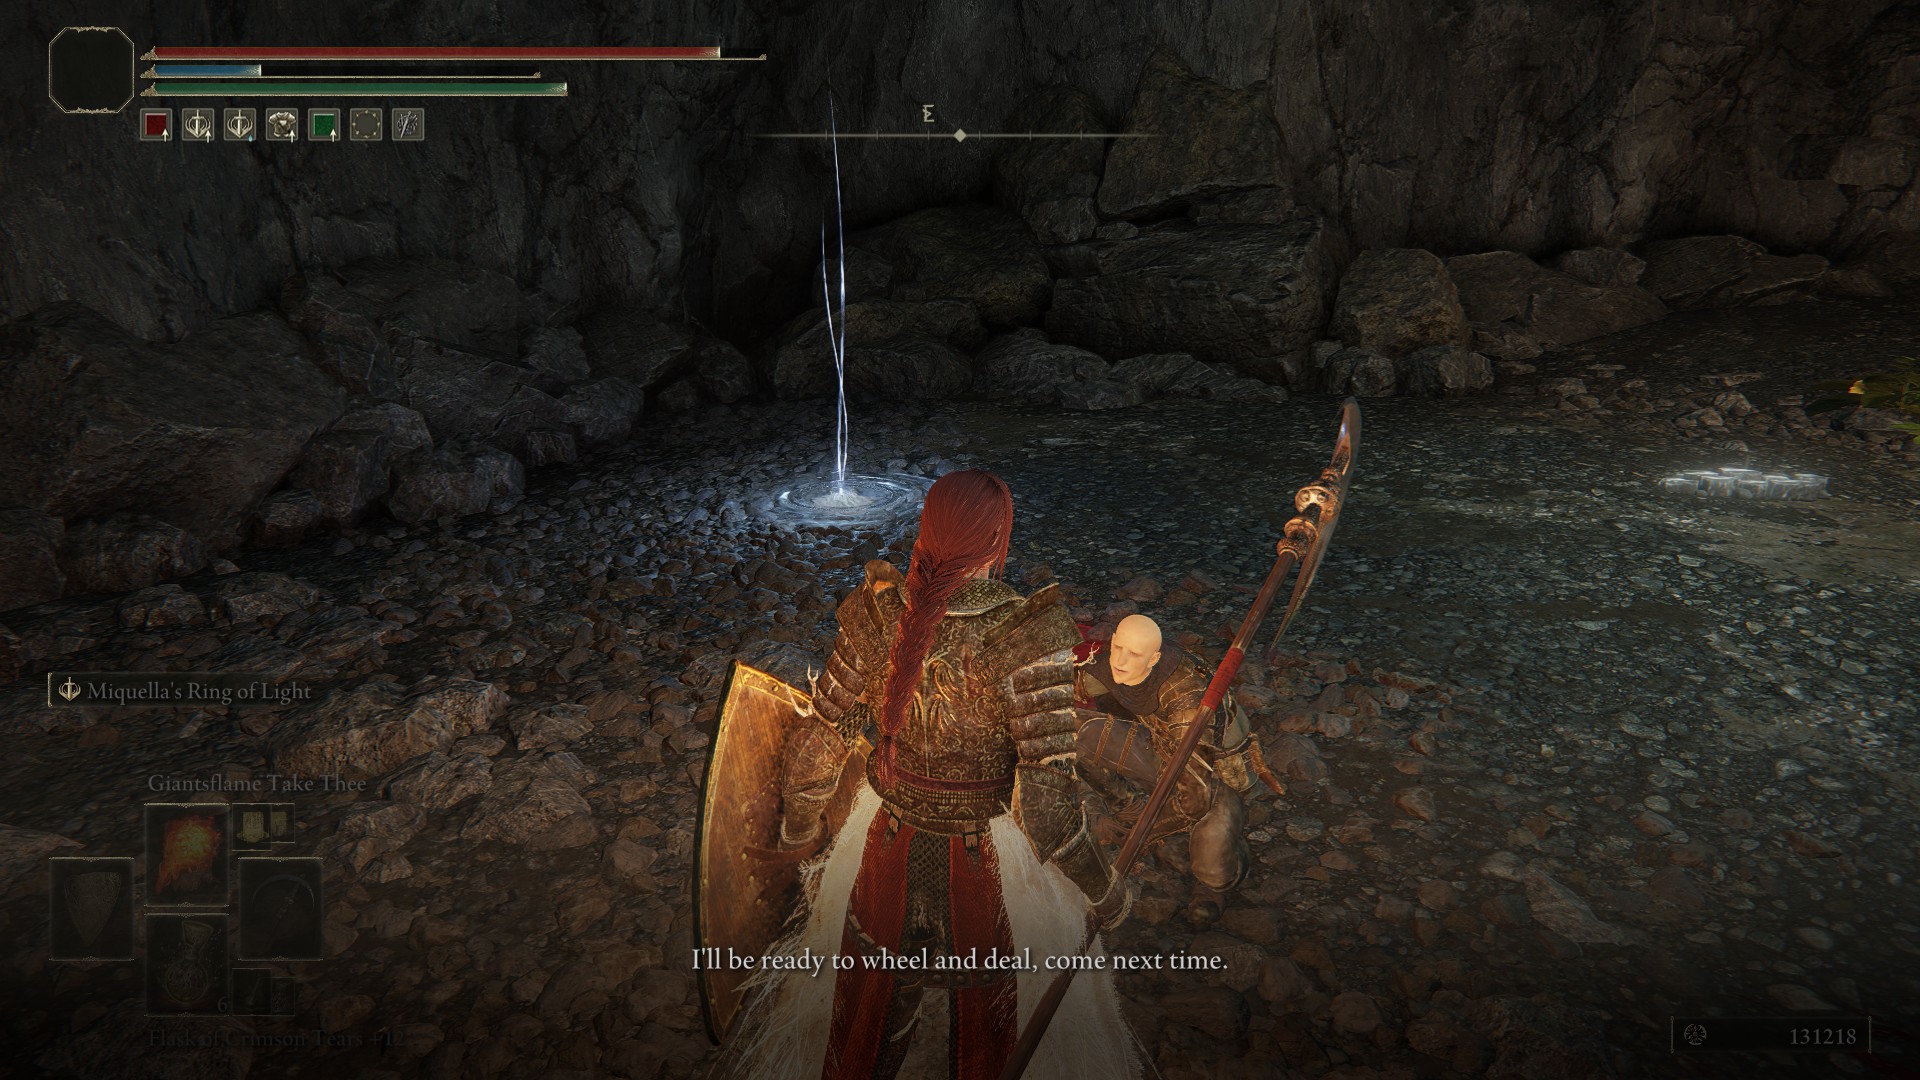 E
Miquella's Ring of Light
Giantsflame Take Thee
6
I'll be ready to wheel and deal, come next time.
Flask of Crimson Tears +12
131218